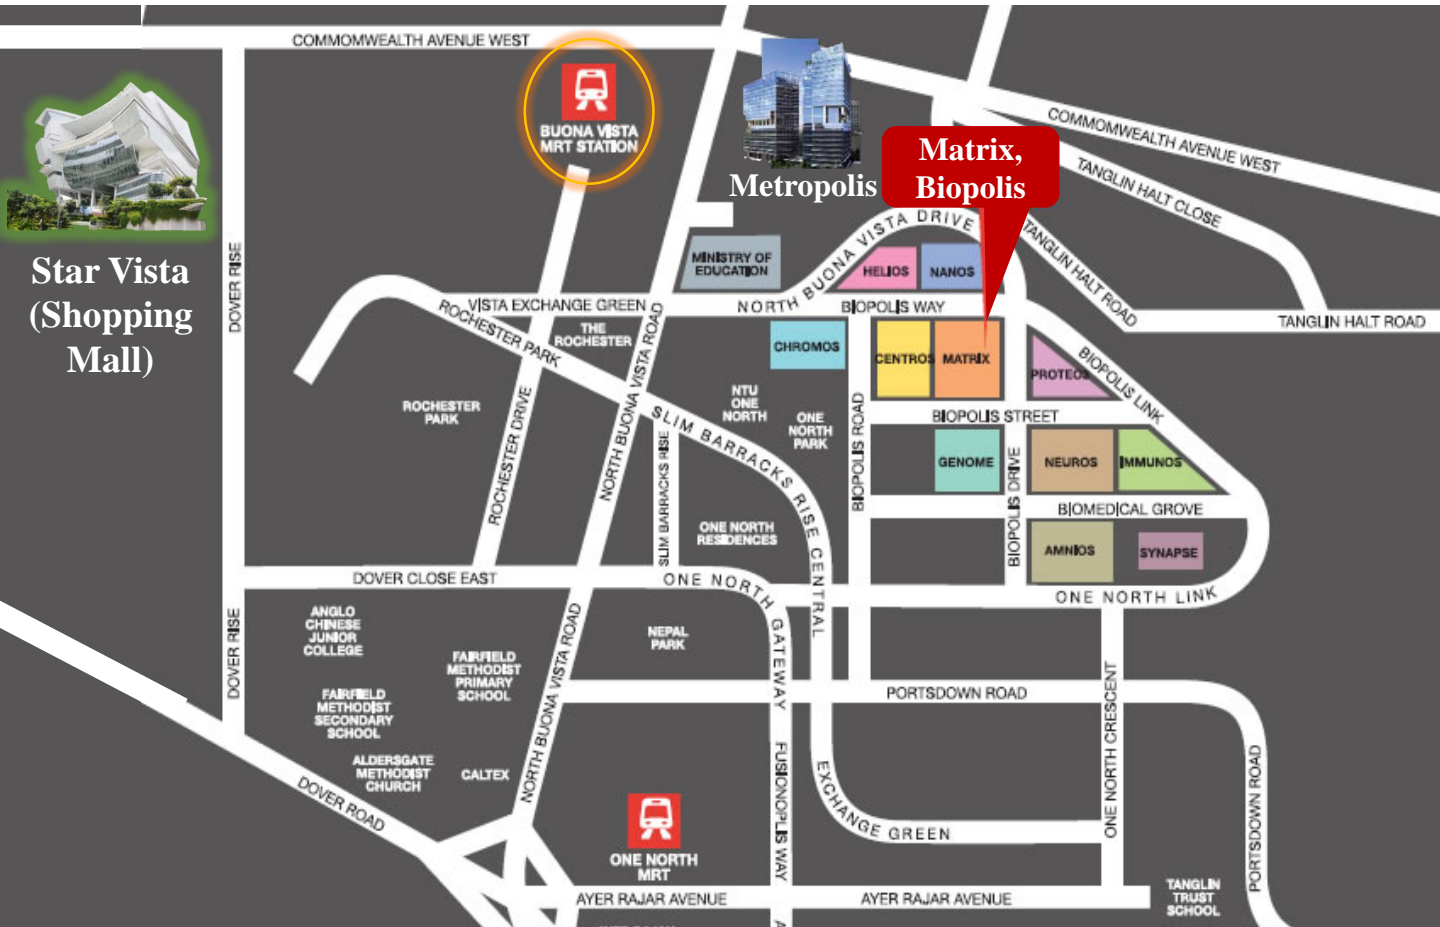 COMMOMWEALTH AVENUE WEST
BUONA VISTA
MRT STATION
Metropolis
Matrix,
Biopolis
COMMOMWEALTH AVENUE WEST
TANGLIN HALT CLOSE
TANGLIN HALT ROAD
TANGLIN HALT ROAD
Star Vista
(Shopping
Mall)
DOVER RISE
MINISTRY OF
EDUCATION
NORTH BUONA VISTA DRIVE
HELIOS
NANOS
VISTA EXCHANGE GREEN
BIOPOLIS WAY
ROCHESTER PARK
THE
ROCHESTER
NORTH BUONA VISTA ROAD
CHROMOS
CENTROS
MATRIX
PROTEOS
BIOPOLIS LINK
ROCHESTER
PARK
ROCHESTER DRIVE
NTU
ONE
NORTH
ONE
NORTH
PARK
BIOPOLIS ROAD
BIOPOLIS STREET
SLIM BARRACKS RISE CENTRAL
SLIM BARRACKS RISE
GENOME
BIOPOLIS DRIVE
NEUROS
IMMUNOS
BIOMEDICAL GROVE
ONE NORTH
RESIDENCES
AMNIOS
SYNAPSE
DOVER CLOSE EAST
ONE NORTH GATEWAY
ONE NORTH LINK
DOVER RISE
ANGLO
CHINESE
JUNIOR
COLLEGE
NEPAL
PARK
FAIRFIELD
METHODIST
PRIMARY
SCHOOL
NORTH BUONA VISTA ROAD
FAIRFIELD
METHODIST
SECONDARY
SCHOOL
PORTSDOWN ROAD
ONE NORTH CRESCENT
ALDERSGATE
METHODIST
CHURCH
CALTEX
DOVER ROAD
FUSIONOPLIS WAY
EXCHANGE GREEN
PORTSDOWN ROAD
ONE NORTH
MRT
AYER RAJAR AVENUE
AYER RAJAR AVENUE
TANGLIN
TRUST
SCHOOL